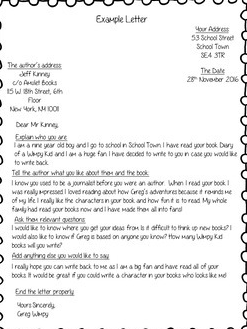 Example Letter
Your Address
53 School Street
School Town
SE4 3TR
The author's address:
Jeff Kinney
c/o Amulet Books
115 W 18th Street, 6th
Floor
New York, NY 10011
The Date
28th November 2016
Dear Mr Kinney,
Explain who you are
I am a nine year old boy and I go to school in School Town. I have read your book Diary
of a Wimpy Kid and I am a huge fan. I have decided to write to you in case you would like
to write back.
Tell the author what you like about them and the book.
I know you used to be a journalist before you were an author. When I read your book I
was really impressed. I loved reading about how Greg's adventures because it reminds me
of my life. I really like the characters in your book and how fun it is to read. My whole
family had read your books now and I have made them all into fans!
Ask them relevant questions
I would like to know where you get your ideas from. Is it difficult to think up new books? I
would also like to know if Greg is based on anyone you know? How many Wimpy Kid
books will you write?
Add anything else you would like to say
I really hope you can write back to me as I am a big fan and have read all of your
books. It would be great if you could write a character in your books who looks like me!
End the letter properly
Yours Sincerely,
Greg Wimpy